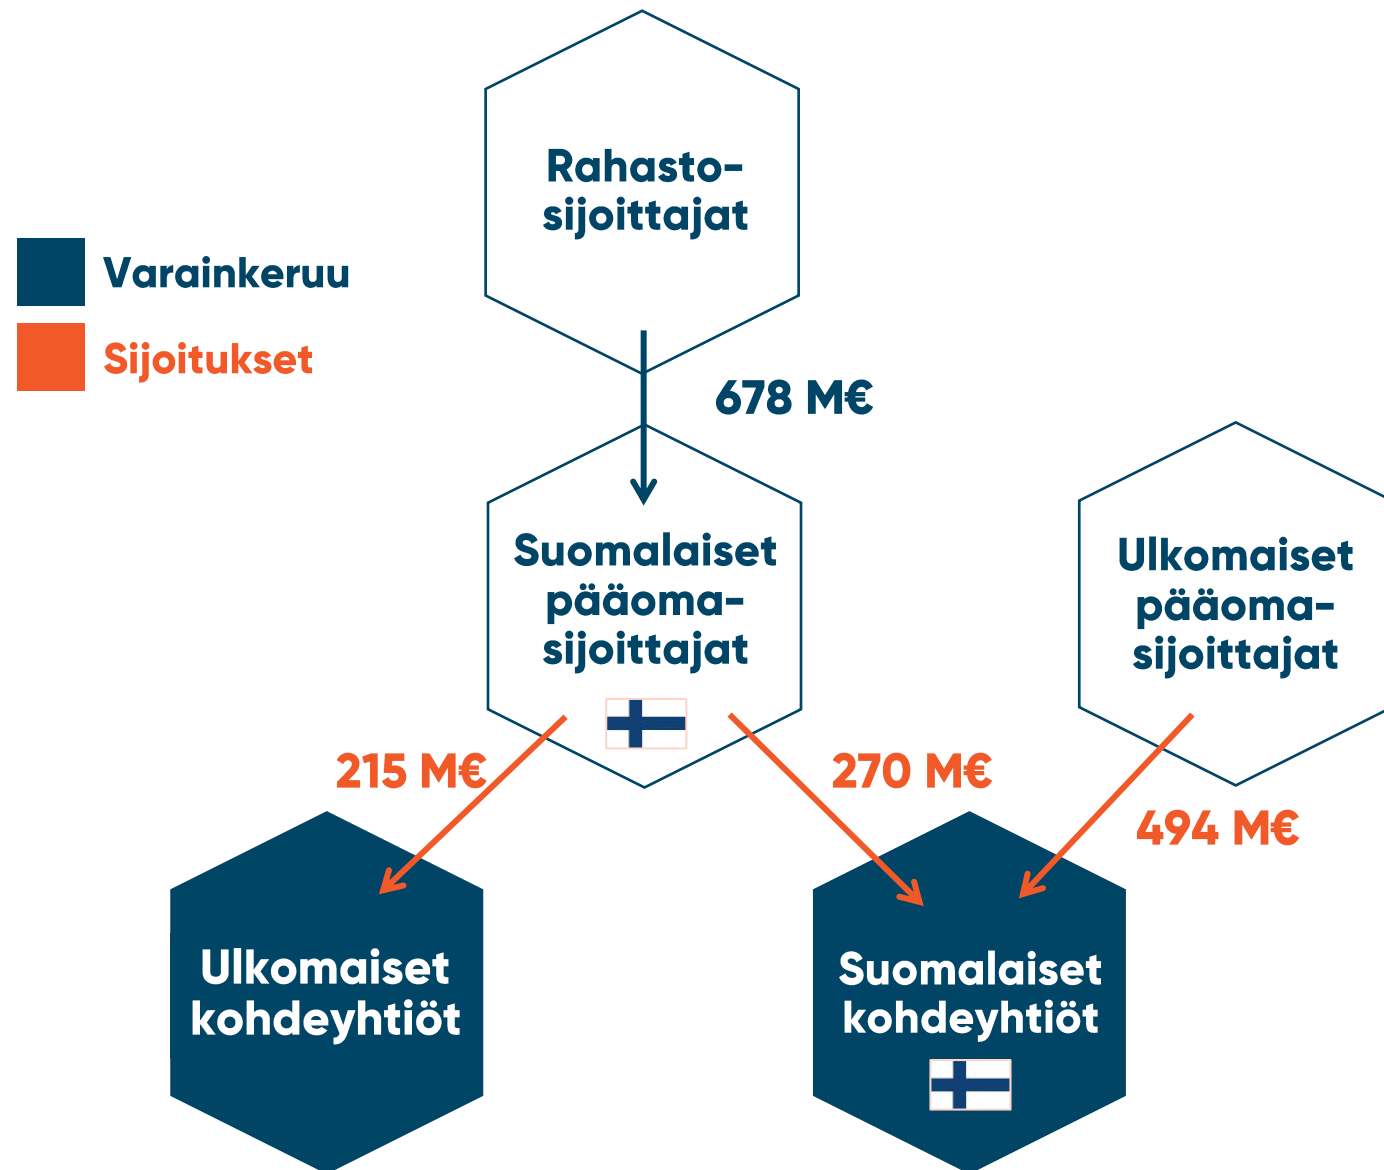 Rahasto-
sijoittajat
Varainkeruu
Sijoitukset
678 M€
Suomalaiset
pääoma-
sijoittajat
Ulkomaiset
pääoma-
sijoittajat
215 M€
270 M€
494 M€
Ulkomaiset
kohdeyhtiöt
Suomalaiset
kohdeyhtiöt